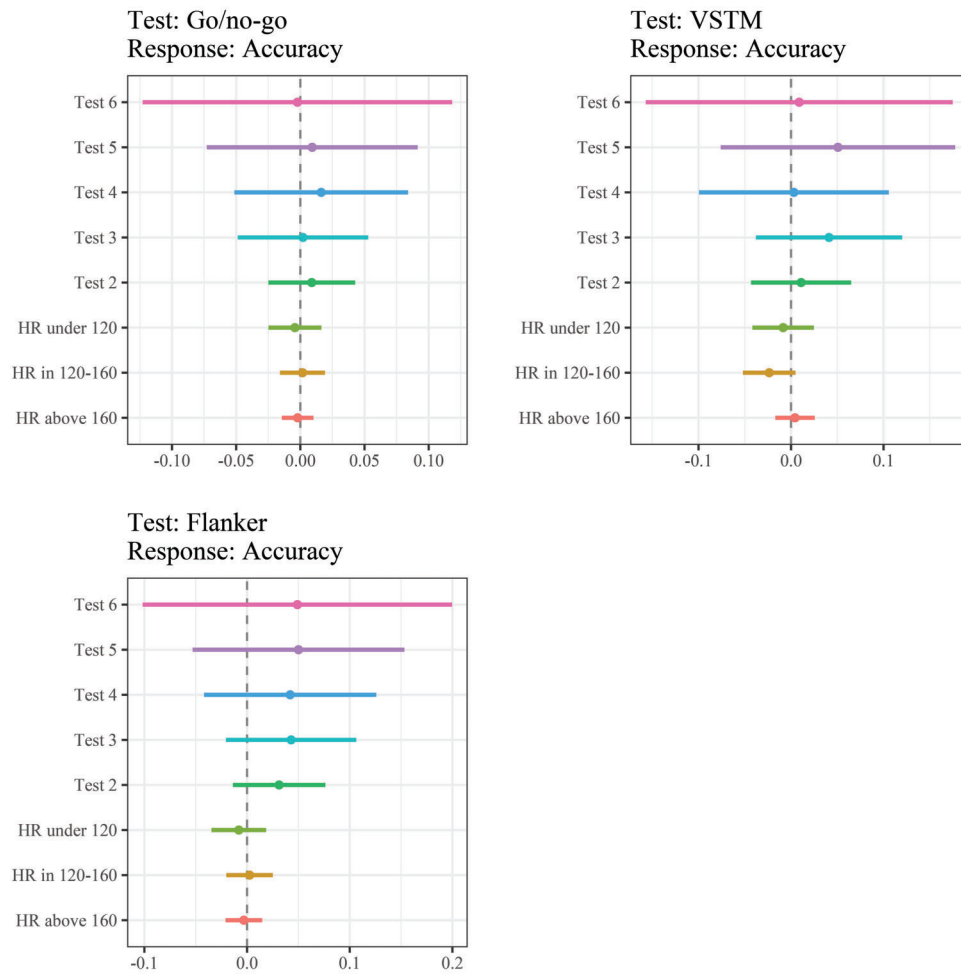 Test: Go/no-go
Response: Accuracy
Test 6
Test 5
Test 4
Test 3
Test 2
HR under 120
HR in 120-160
HR above 160
-0.10 -0.05 0.00 0.05 0.10
Test: VSTM
Response: Accuracy
Test 6
Test 5
Test 4
Test 3
Test 2
HR under 120
HR in 120-160
HR above 160
-0.1 0.0 0.1
Test: Flanker
Response: Accuracy
Test 6
Test 5
Test 4
Test 3
Test 2
HR under 120
HR in 120-160
HR above 160
-0.1 0.0 0.1 0.2